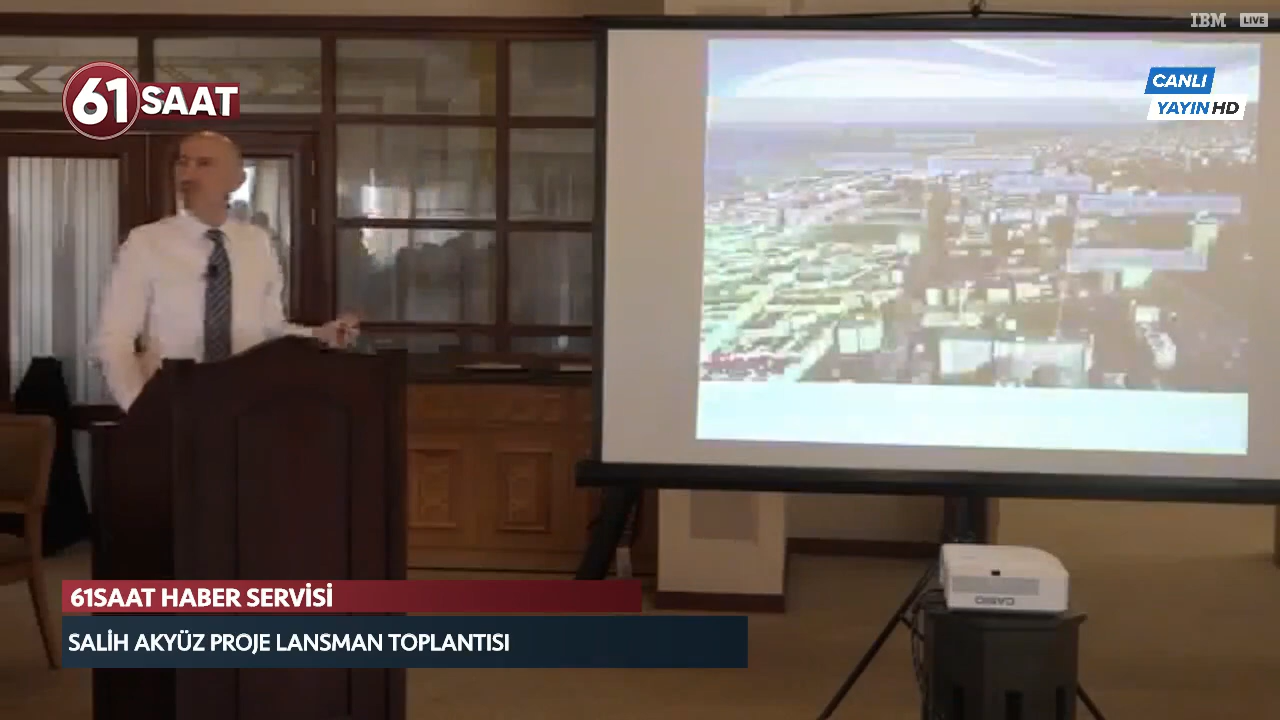 IBM LIVE
61SAAT
CANLI
YAYIN HD
CASIO
61SAAT HABER SERVİSİ
SALİH AKYÜZ PROJE LANSMAN TOPLANTISI